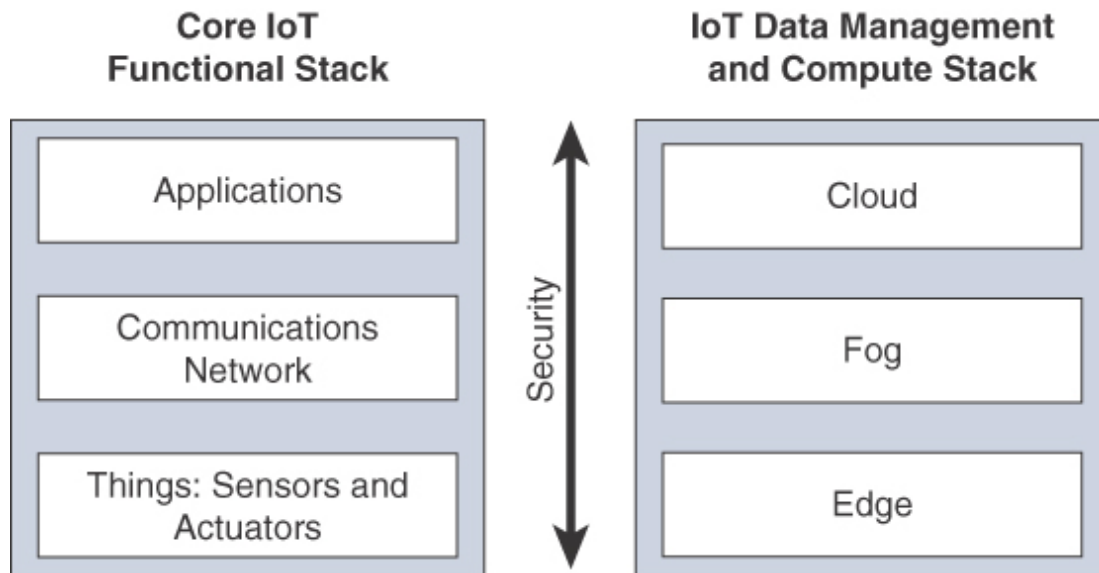 Core IoT
Functional Stack
IoT Data Management
and Compute Stack
Applications
Communications
Network
Things: Sensors and
Actuators
Security
Cloud
Fog
Edge